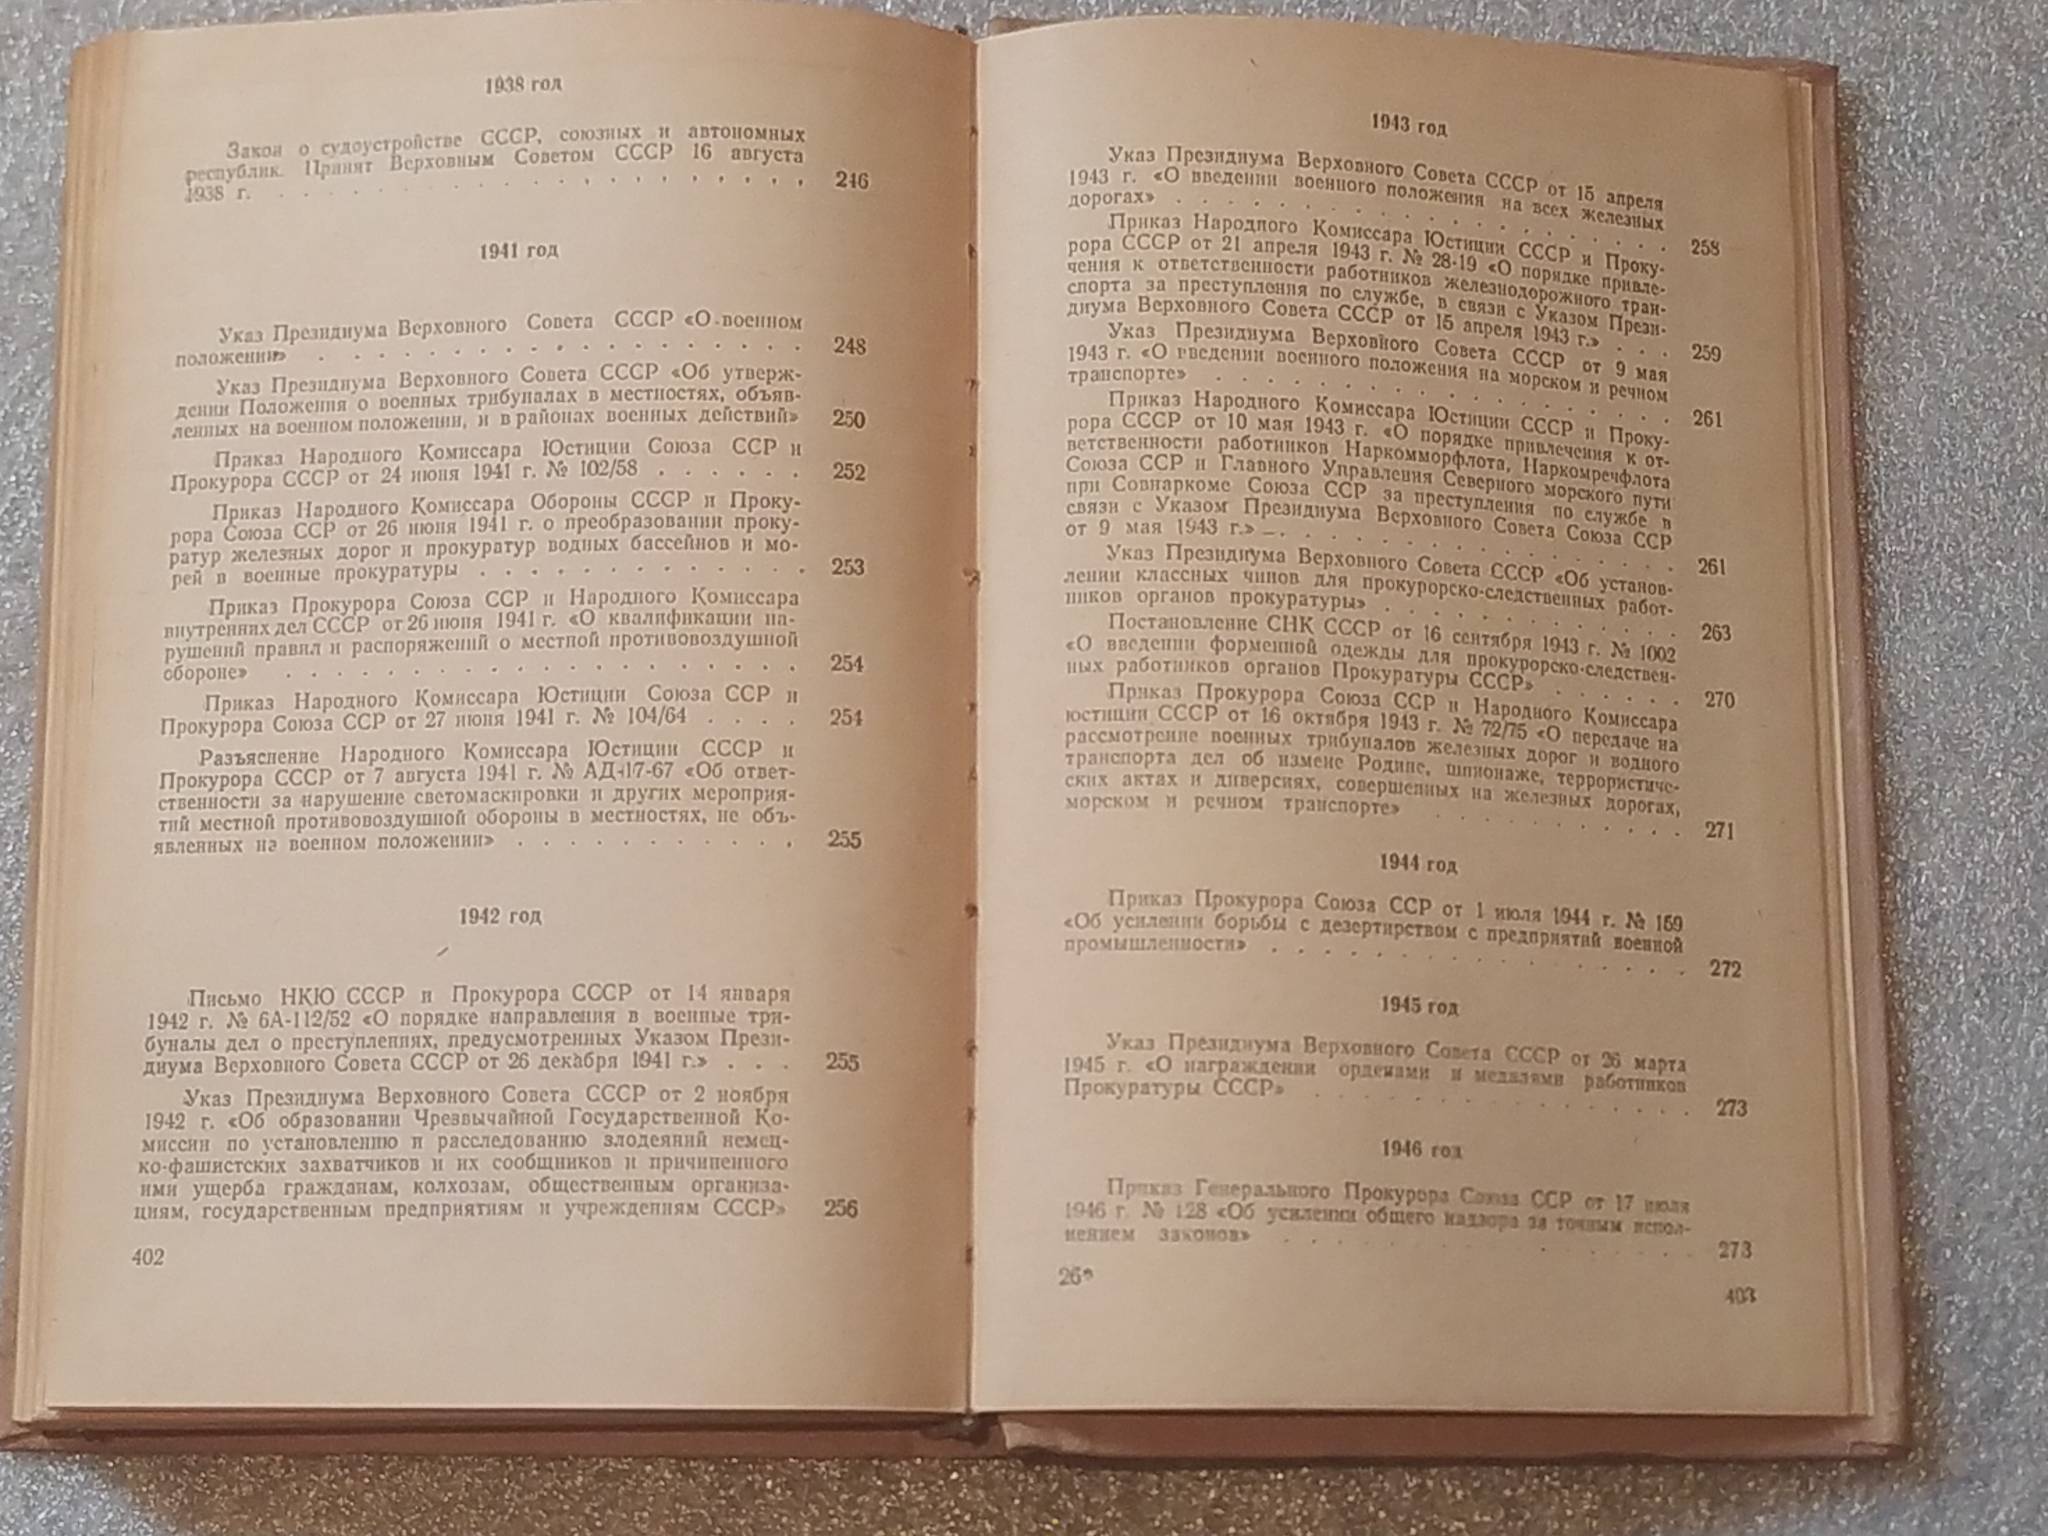 1938 год
Закон о судоустройстве СССР, союзных и автономных
республик. Принят Верховным Советом СССР 16 августа
1938 г. . . . . . . . . . . . . . . . . . . . . . 246
1941 год
Указ Президиума Верховного Совета СССР «О военном
положении» . . . . . . . . . . . . . . . . . . . 248
Указ Президиума Верховного Совета СССР «Об утверж-
дении Положения о военных трибуналах в местностях, объяв-
ленных на военном положении, и в районах военных действий» 250
Приказ Народного Комиссара Юстиции Союза ССР и
Прокурора СССР от 24 июня 1941 г. № 102/58 . . . . . . 252
Приказ Народного Комиссара Обороны СССР и Проку-
рора Союза ССР от 26 июня 1941 г. о преобразовании проку-
ратур железных дорог и прокуратур водных бассейнов и мо-
рей в военные прокуратуры . . . . . . . . . . . . . 253
Приказ Прокурора Союза ССР и Народного Комиссара
внутренних дел СССР от 26 июня 1941 г. «О квалификации на-
рушений правил и распоряжений о местной противовоздушной
обороне» . . . . . . . . . . . . . . . . . . . . 254
Приказ Народного Комиссара Юстиции Союза ССР и
Прокурора Союза ССР от 27 июня 1941 г. № 104/64 . . . . 254
Разъяснение Народного Комиссара Юстиции СССР и
Прокурора СССР от 7 августа 1941 г. № АД-17-67 «Об ответ-
ственности за нарушение светомаскировки и других мероприя-
тий местной противовоздушной обороны в местностях, не объ-
явленных на военном положении» . . . . . . . . . . . 255
1942 год
Письмо НКЮ СССР и Прокурора СССР от 14 января
1942 г. № 6А-112/52 «О порядке направления в военные три-
буналы дел о преступлениях, предусмотренных Указом Прези-
диума Верховного Совета СССР от 26 декабря 1941 г.» . . . 255
Указ Президиума Верховного Совета СССР от 2 ноября
1942 г. «Об образовании Чрезвычайной Государственной Ко-
миссии по установлению и расследованию злодеяний немец-
ко-фашистских захватчиков и их сообщников и причиненного
ими ущерба гражданам, колхозам, общественным организа-
циям, государственным предприятиям и учреждениям СССР» 256
402
1943 год
Указ Президиума Верховного Совета СССР от 15 апреля
1943 г. «О введении военного положения на всех железных
дорогах» . . . . . . . . . . . . . . . . . . . . 258
Приказ Народного Комиссара Юстиции СССР и Проку-
рора СССР от 21 апреля 1943 г. № 28-19 «О порядке привле-
чения к ответственности работников железнодорожного тран-
спорта за преступления по службе, в связи с Указом Прези-
диума Верховного Совета СССР от 15 апреля 1943 г.» . . . 259
Указ Президиума Верховного Совета СССР от 9 мая
1943 г. «О введении военного положения на морском и речном
транспорте» . . . . . . . . . . . . . . . . . . . 261
Приказ Народного Комиссара Юстиции СССР и Проку-
рора СССР от 10 мая 1943 г. «О порядке привлечения к от-
ветственности работников Наркомморфлота, Наркомречфлота
Союза ССР и Главного Управления Северного морского пути
при Совнаркоме Союза ССР за преступления по службе в
связи с Указом Президиума Верховного Совета Союза ССР
от 9 мая 1943 г.» . . . . . . . . . . . . . . . . 261
Указ Президиума Верховного Совета СССР «Об установ-
лении классных чинов для прокурорско-следственных работ-
ников органов прокуратуры» . . . . . . . . . . . . . 263
Постановление СНК СССР от 16 сентября 1943 г. № 1002
«О введении форменной одежды для прокурорско-следствен-
ных работников органов Прокуратуры СССР» . . . . . . 270
Приказ Прокурора Союза ССР и Народного Комиссара
юстиции СССР от 16 октября 1943 г. № 72/75 «О передаче на
рассмотрение военных трибуналов железных дорог и водного
транспорта дел об измене Родине, шпионаже, террористиче-
ских актах и диверсиях, совершенных на железных дорогах,
морском и речном транспорте» . . . . . . . . . . . 271
1944 год
Приказ Прокурора Союза ССР от 1 июля 1944 г. № 159
«Об усилении борьбы с дезертирством с предприятий военной
промышленности» . . . . . . . . . . . . . . . . . 272
1945 год
Указ Президиума Верховного Совета СССР от 26 марта
1945 г. «О награждении орденами и медалями работников
Прокуратуры СССР» . . . . . . . . . . . . . . . . 273
1946 год
Приказ Генерального Прокурора Союза ССР от 17 июля
1946 г. № 128 «Об усилении общего надзора за точным испол-
нением законов» . . . . . . . . . . . . . . . . . 273
26*
403